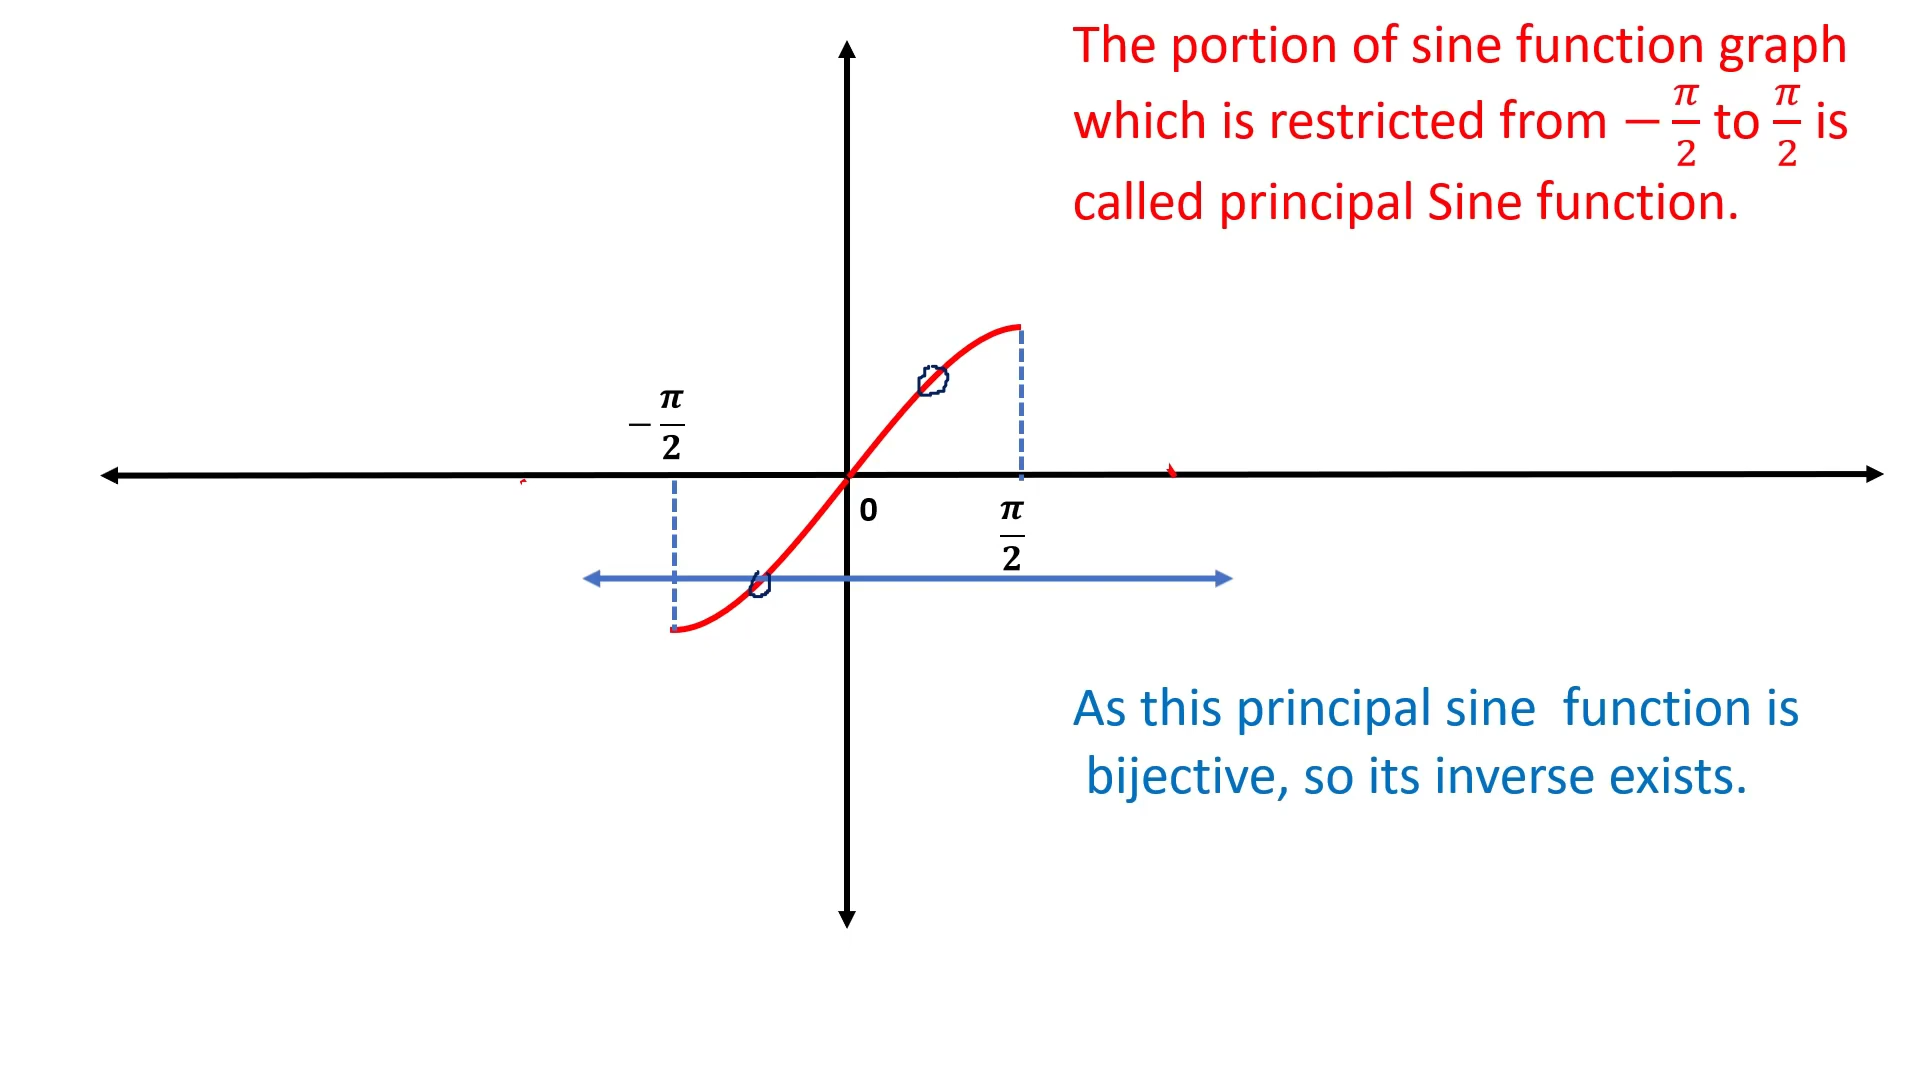 The portion of sine function graph
which is restricted from −π/2 to π/2 is
called principal Sine function.
−π/2
0
π/2
As this principal sine  function is
bijective, so its inverse exists.